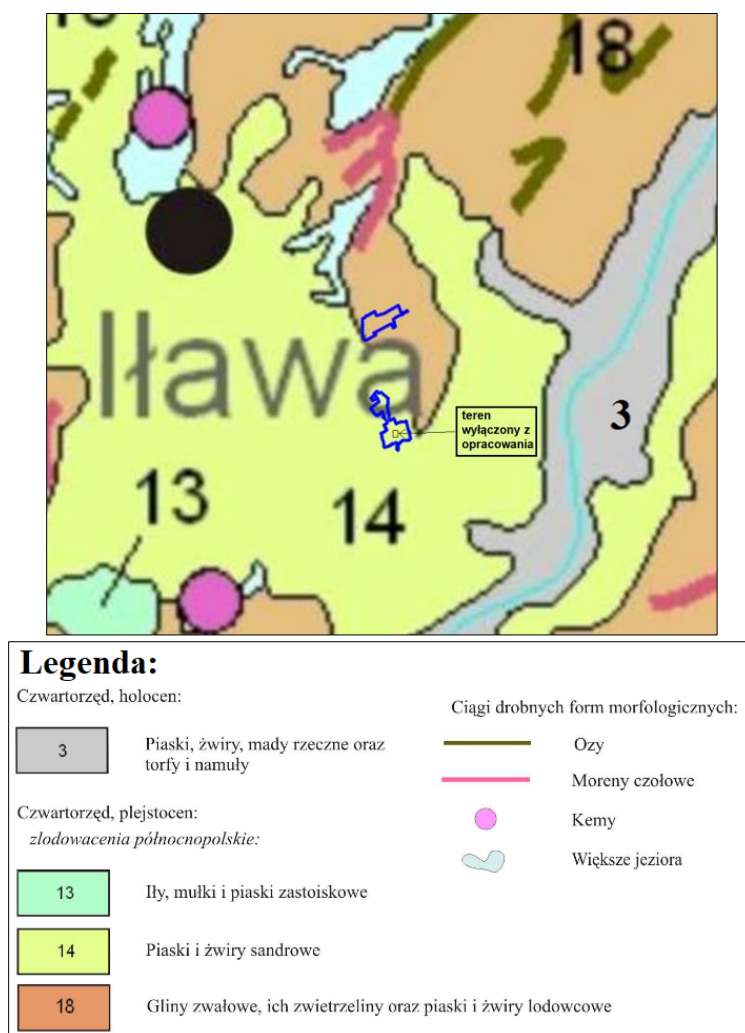 18
Iława
teren
wyłączony z
opracowania
3
13
14
Legenda:
Czwartorzęd, holocen:
3
Piaski, żwiry, mady rzeczne oraz
torfy i namuły
Czwartorzęd, plejstocen:
zlodowacenia północnopolskie:
13
Iły, mułki i piaski zastoiskowe
14
Piaski i żwiry sandrowe
18
Gliny zwałowe, ich zwietrzeliny oraz piaski i żwiry lodowcowe
Ciągi drobnych form morfologicznych:
Ozy
Moreny czołowe
Kemy
Większe jeziora